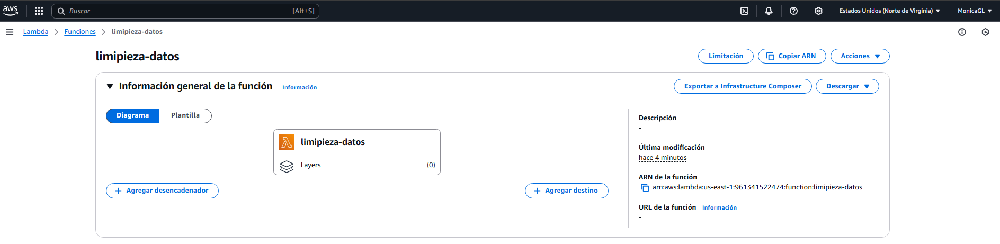 aws
Buscar [Alt+S]
Estados Unidos (Norte de Virginia)
MonicaGL
Lambda > Funciones > limipieza-datos
limipieza-datos
Limitación
Copiar ARN
Acciones
Información general de la función
Información
Exportar a Infrastructure Composer
Descargar
Diagrama
Plantilla
limipieza-datos
Layers (0)
+ Agregar desencadenador
+ Agregar destino
Descripción
-
Última modificación
hace 4 minutos
ARN de la función
arn:aws:lambda:us-east-1:961341522474:function:limipieza-datos
URL de la función
Información
-